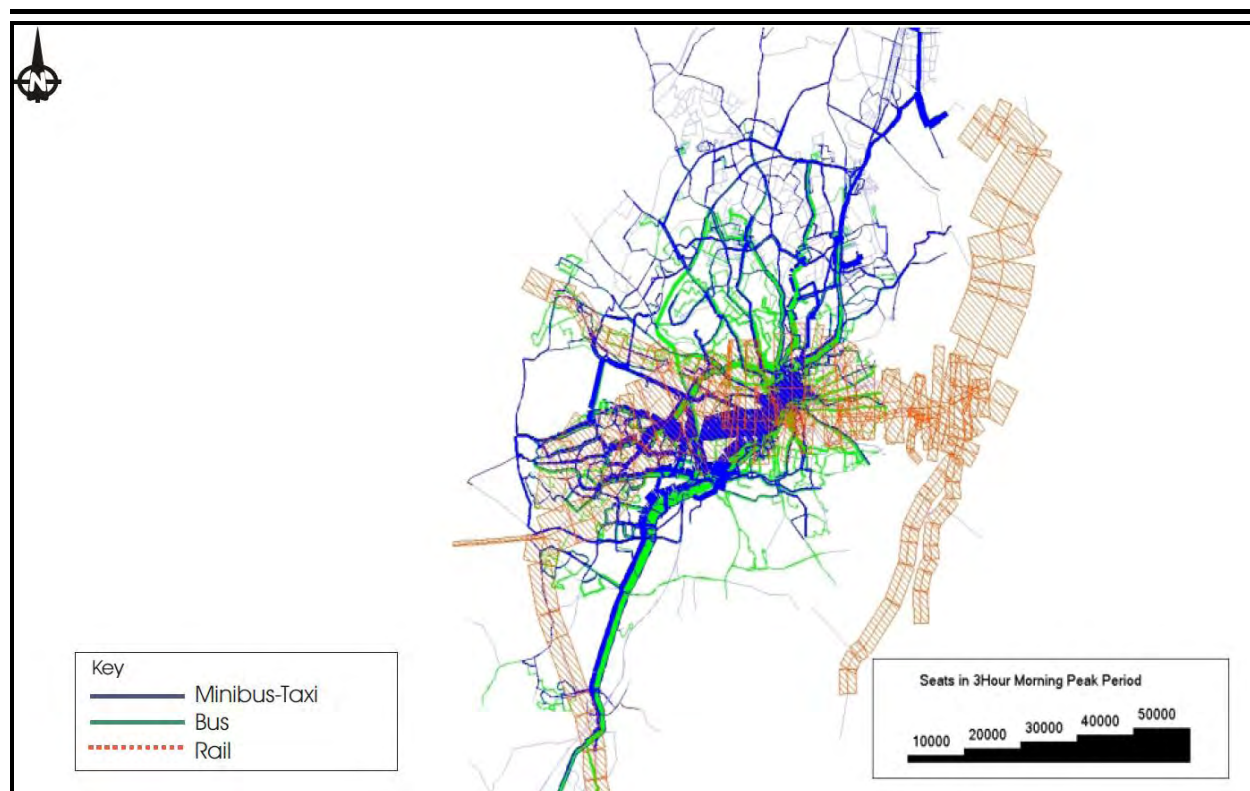 N
Key
Minibus-Taxi
Bus
Rail
Seats in 3Hour Morning Peak Period
10000 20000 30000 40000 50000